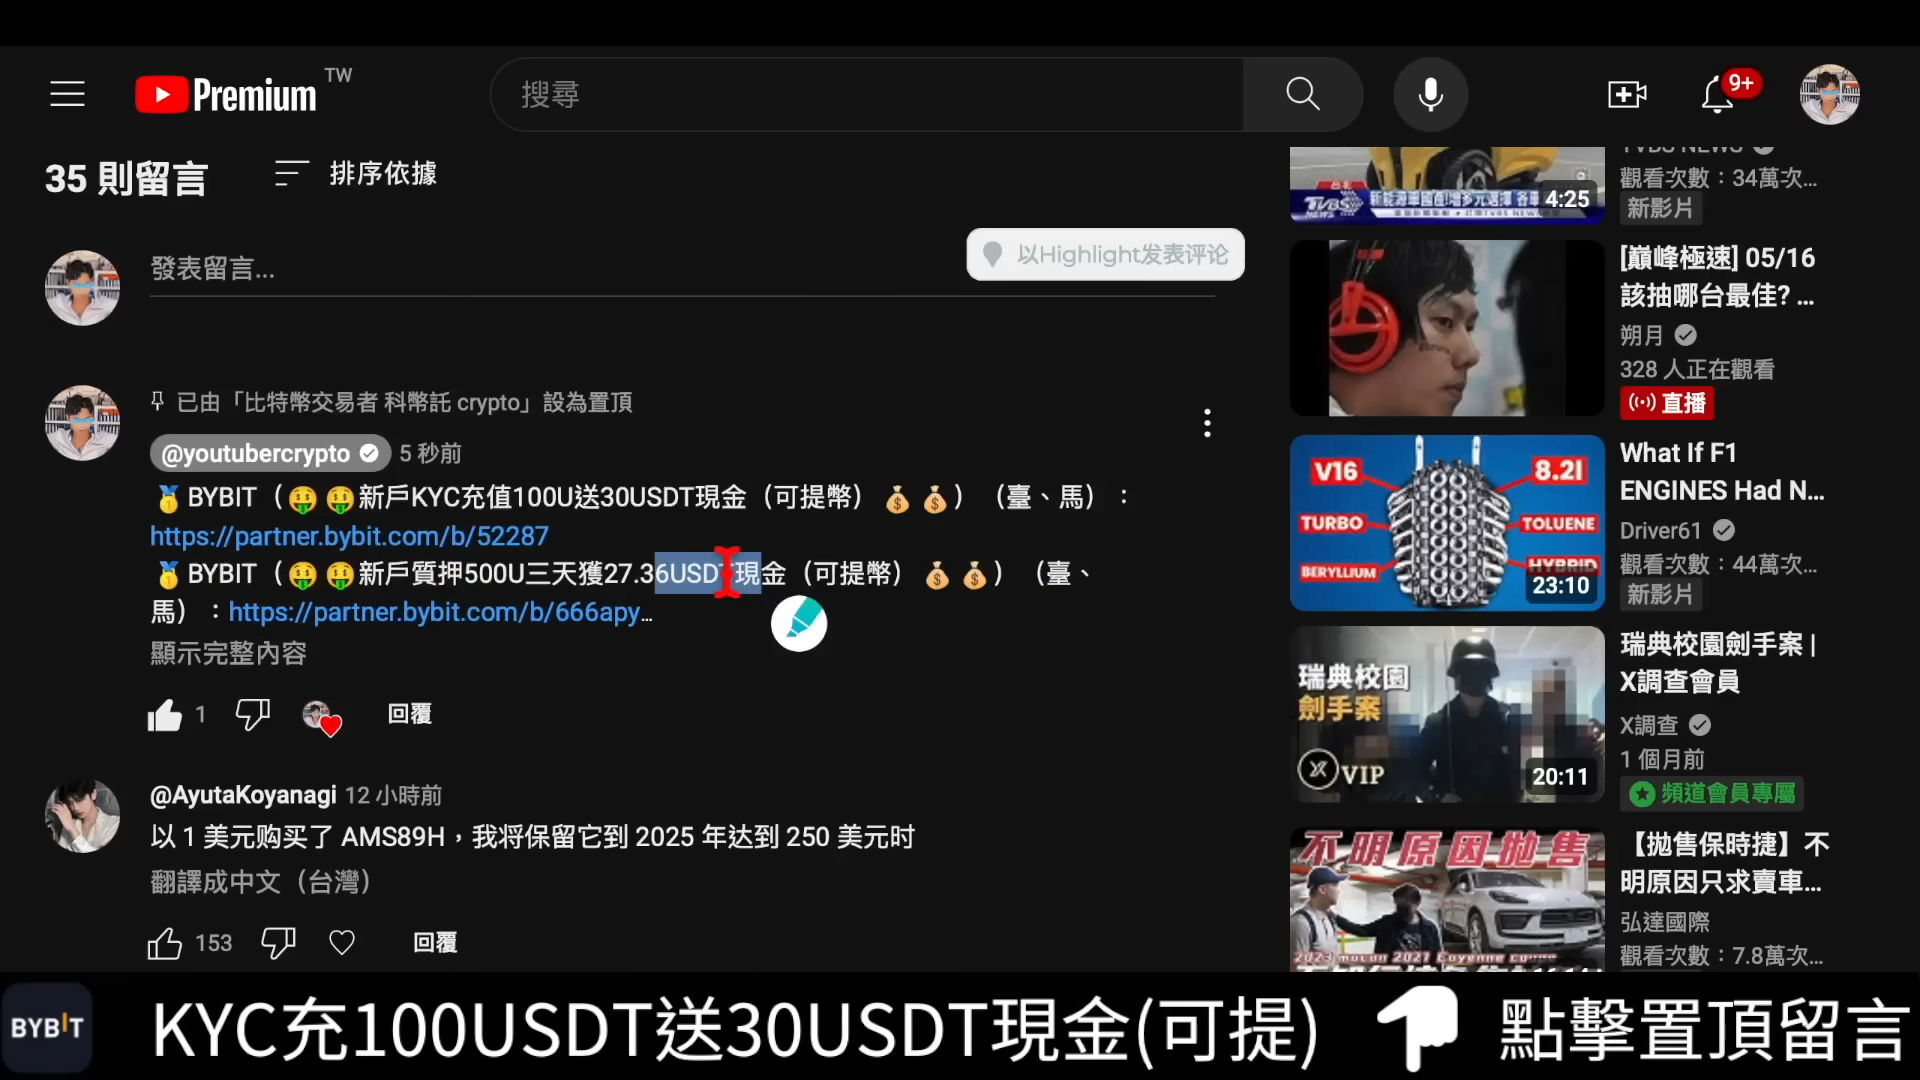 Premium TW
搜尋
9+
35 則留言
排序依據
發表留言...
以Highlight发表评论
已由「比特幣交易者 科幣託 crypto」設為置頂
@youtubercrypto 5 秒前
🥇 BYBIT（🤑 🤑新戶KYC充值100U送30USDT現金（可提幣）💰 💰）（臺、馬）：
https://partner.bybit.com/b/52287
🥇 BYBIT（🤑 🤑新戶質押500U三天獲27.36USDT現金（可提幣）💰 💰）（臺、
馬）：https://partner.bybit.com/b/666apy...
顯示完整內容
1
回覆
@AyutaKoyanagi 12 小時前
以 1 美元购买了 AMS89H，我将保留它到 2025 年达到 250 美元时
翻譯成中文（台灣）
153
回覆
TVBS NEWS
觀看次數：34萬次...
新影片
台北
TVBS NEWS
4:25
[巔峰極速] 05/16
該抽哪台最佳? ...
朔月
328 人正在觀看
直播
V16
8.2l
TURBO
TOLUENE
BERYLLIUM
HYBRID
23:10
What If F1
ENGINES Had N...
Driver61
觀看次數：44萬次...
新影片
瑞典校園
劍手案
VIP
20:11
瑞典校園劍手案 |
X調查會員
X調查
1 個月前
頻道會員專屬
不明原因拋售
【拋售保時捷】不
明原因只求賣車...
弘達國際
觀看次數：7.8萬次...
BYBIT
KYC充100USDT送30USDT現金(可提)
點擊置頂留言